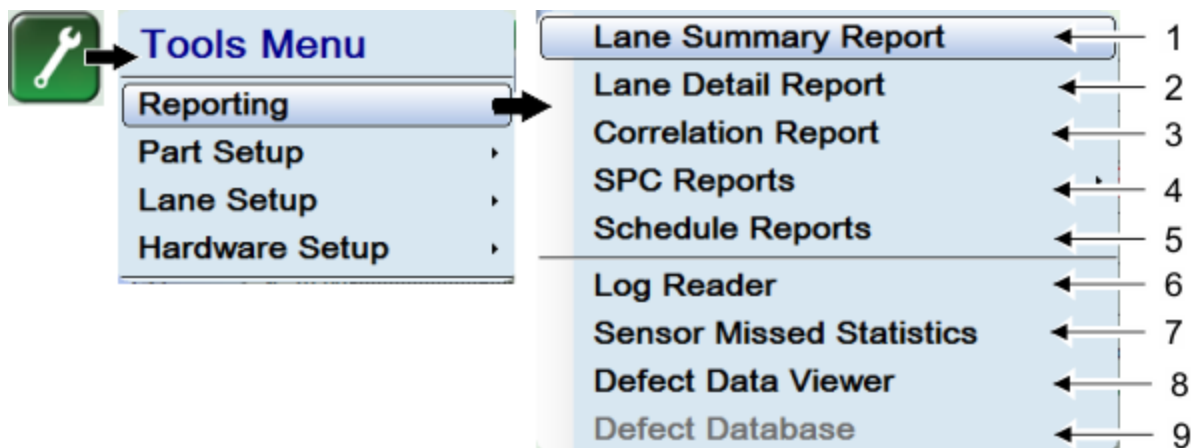 Tools Menu
Reporting
Part Setup
Lane Setup
Hardware Setup
Lane Summary Report 1
Lane Detail Report 2
Correlation Report 3
SPC Reports 4
Schedule Reports 5
Log Reader 6
Sensor Missed Statistics 7
Defect Data Viewer 8
Defect Database 9